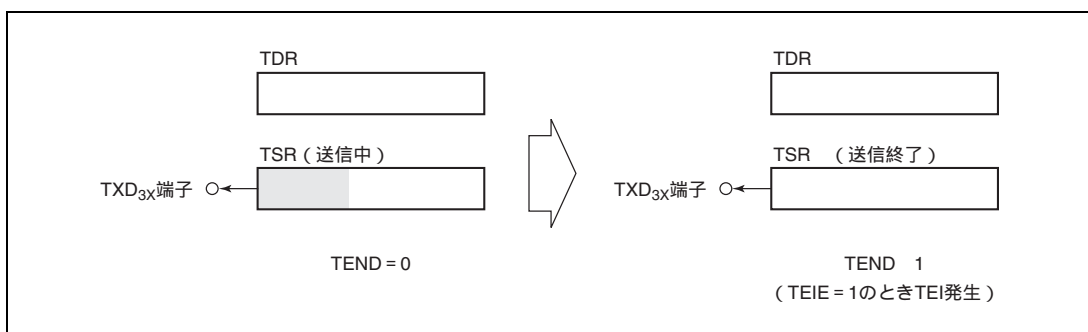 TDR
TSR（送信中）
TXD3X端子
TEND = 0
TDR
TSR （送信終了）
TXD3X端子
TEND 1
（TEIE = 1のときTEI発生）